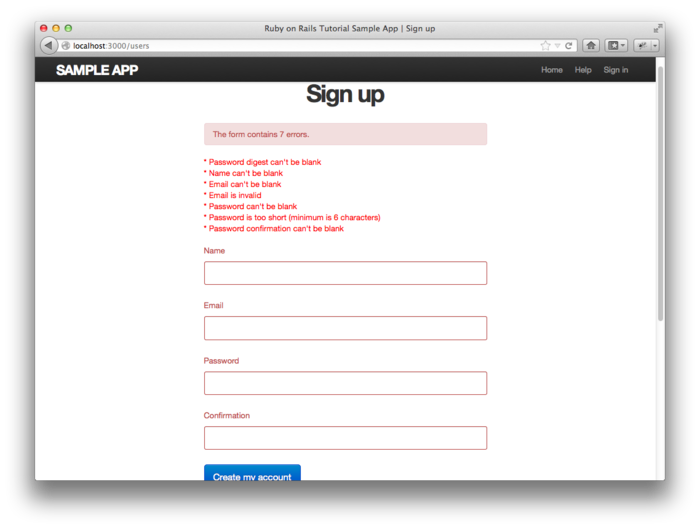 Ruby on Rails Tutorial Sample App | Sign up
localhost:3000/users
SAMPLE APP
Home Help Sign in
Sign up
The form contains 7 errors.
* Password digest can't be blank
* Name can't be blank
* Email can't be blank
* Email is invalid
* Password can't be blank
* Password is too short (minimum is 6 characters)
* Password confirmation can't be blank
Name
Email
Password
Confirmation
Create my account